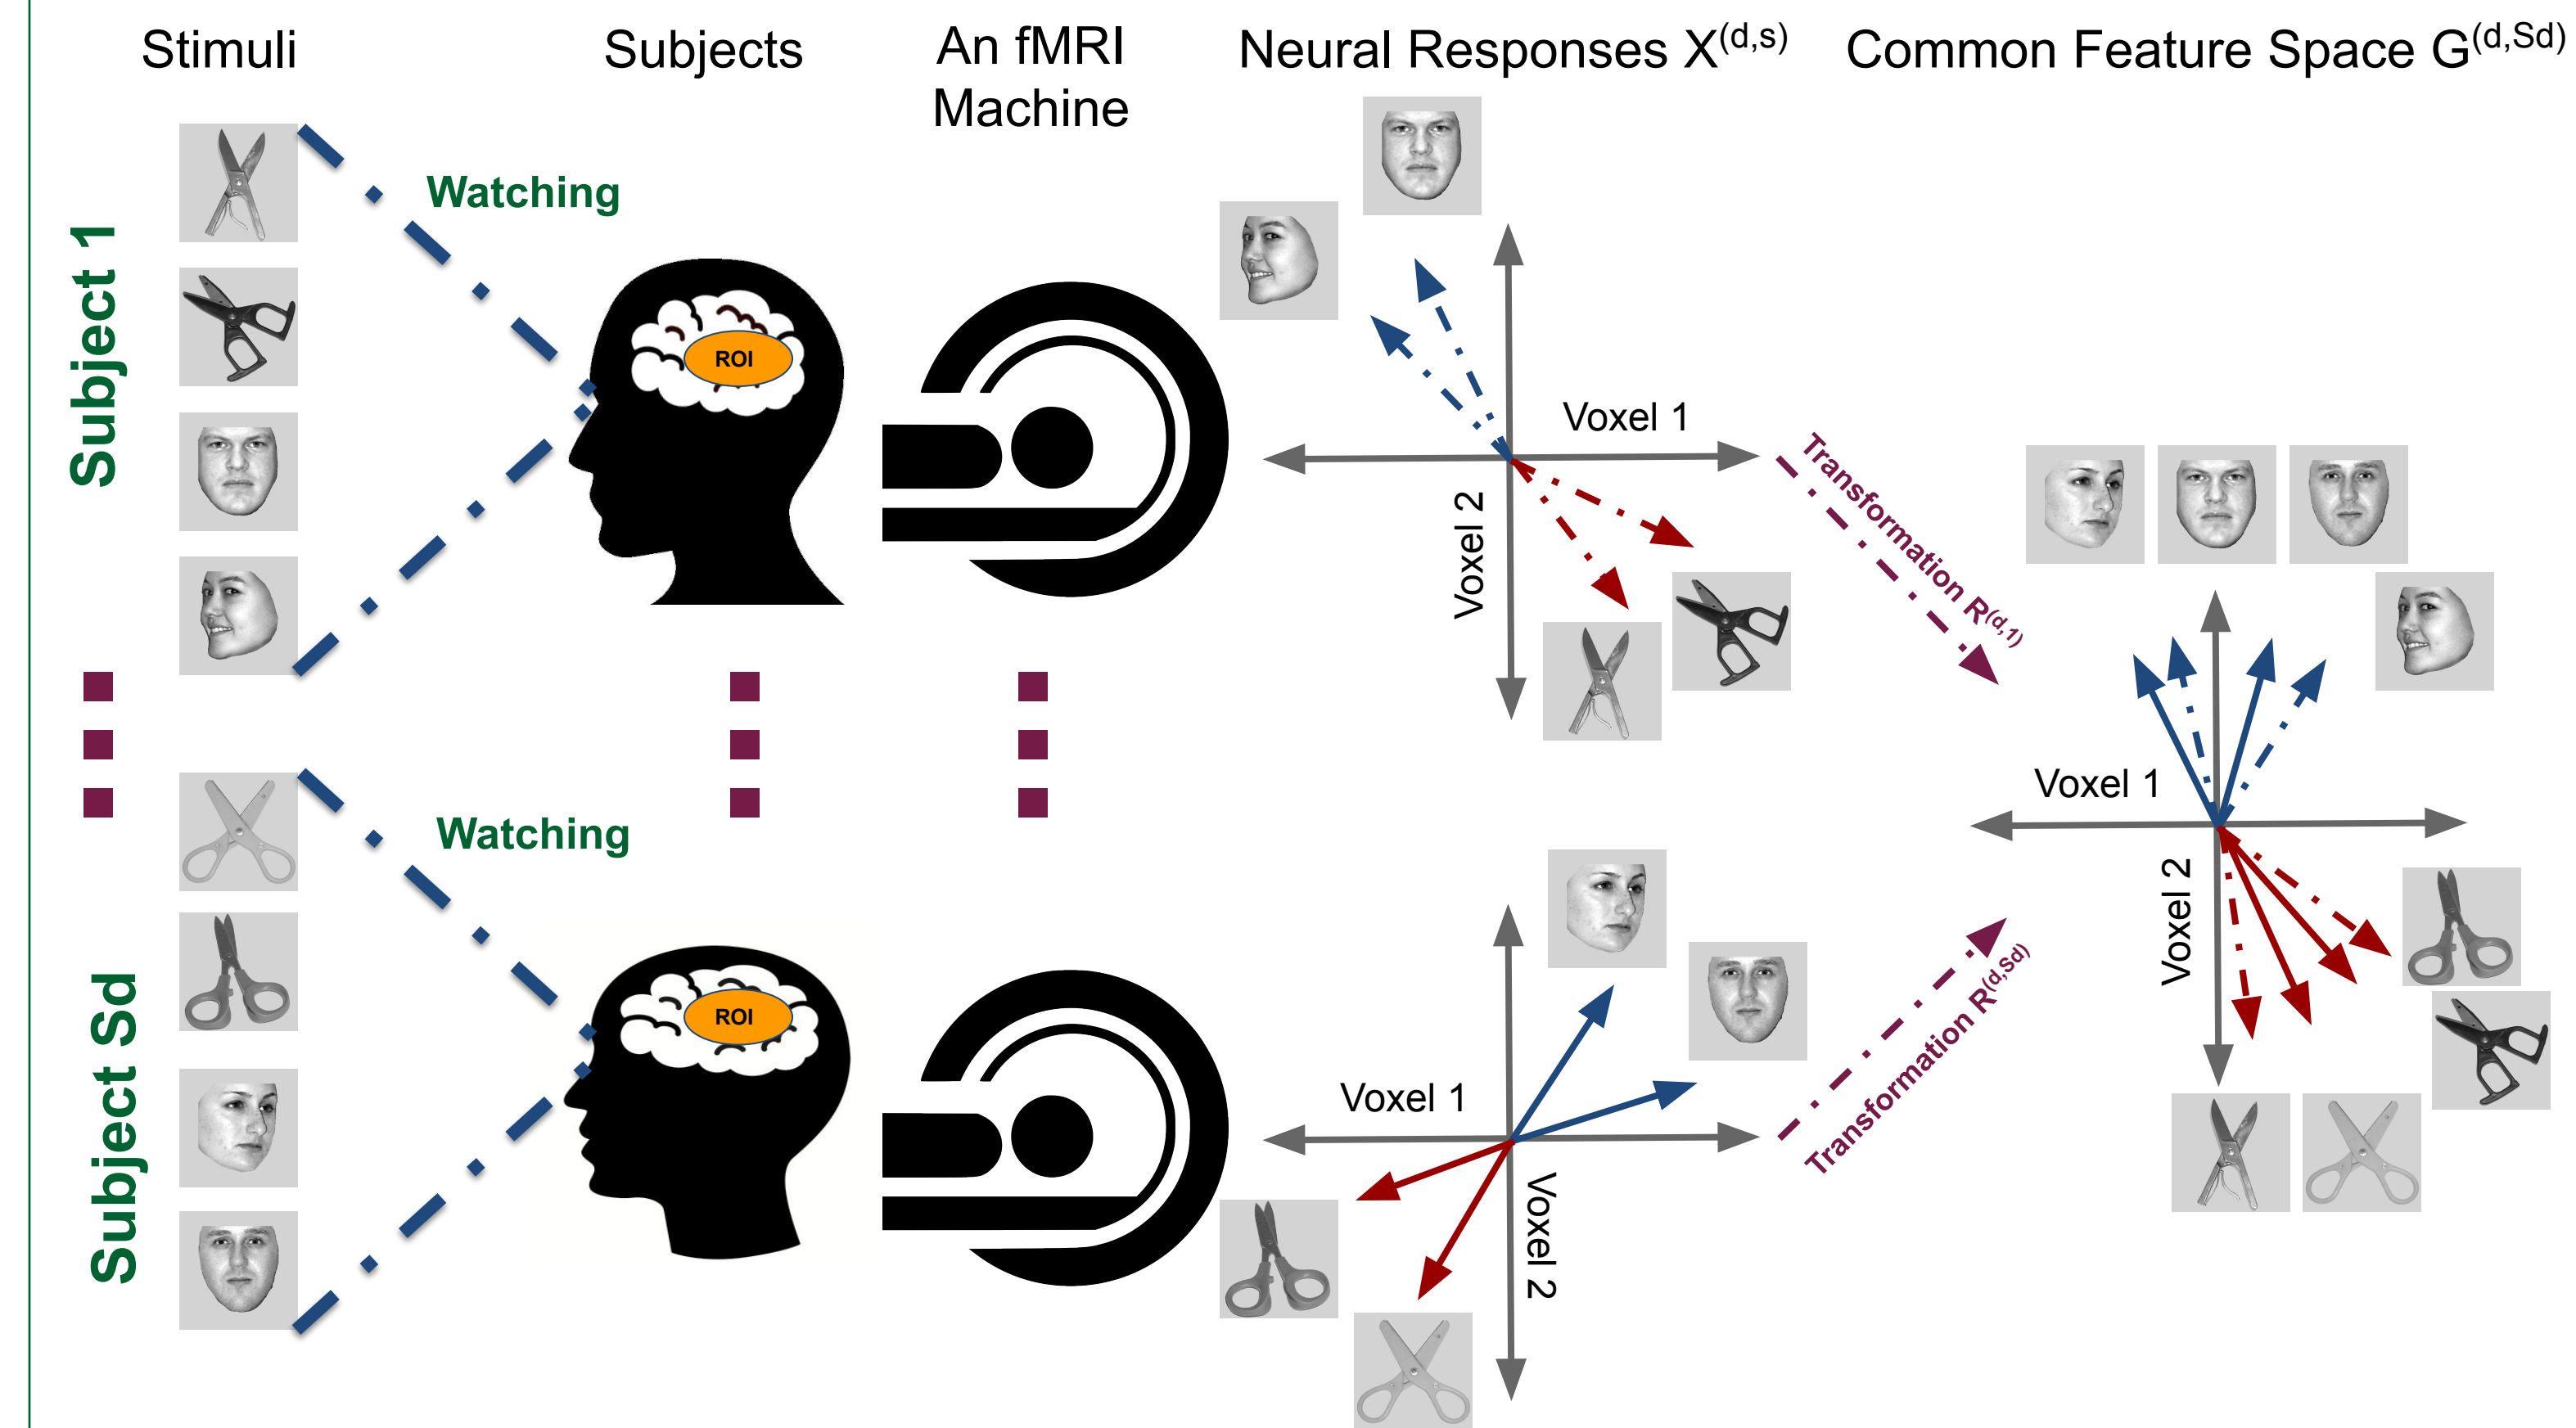 Stimuli
Subjects
An fMRI
Machine
Neural Responses X(d,s)
Common Feature Space G(d,Sd)
Subject 1
Watching
ROI
Voxel 1
Voxel 2
Transformation R(d,1)
Voxel 1
Voxel 2
Subject Sd
Watching
ROI
Voxel 1
Voxel 2
Transformation R(d,Sd)